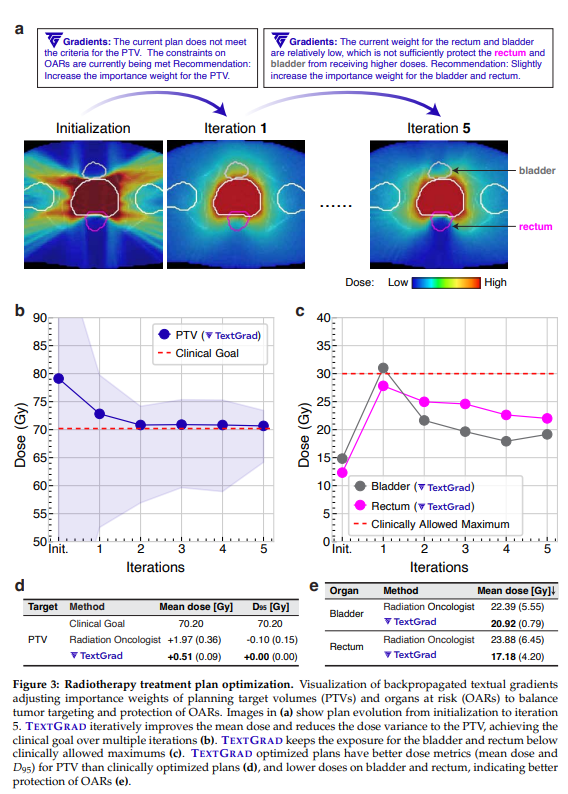 a
Gradients: The current plan does not meet
the criteria for the PTV. The constraints on
OARs are currently being met Recommendation:
Increase the importance weight for the PTV.
Gradients: The current weight for the rectum and bladder
are relatively low, which is not sufficiently protect the rectum and
bladder from receiving higher doses. Recommendation: Slightly
increase the importance weight for the bladder and rectum.
Initialization
Iteration 1
Iteration 5
......
bladder
rectum
Dose: Low High
b
90
85
80
75
70
65
60
55
50
Dose (Gy)
PTV (TextGrad)
Clinical Goal
Init. 1 2 3 4 5
Iterations
c
40
35
30
25
20
15
10
5
0
Dose (Gy)
Bladder (TextGrad)
Rectum (TextGrad)
Clinically Allowed Maximum
Init. 1 2 3 4 5
Iterations
d
Target Method Mean dose [Gy] D95 [Gy]
Clinical Goal 70.20 70.20
PTV Radiation Oncologist +1.97 (0.36) -0.10 (0.15)
TextGrad +0.51 (0.09) +0.00 (0.00)
e
Organ Method Mean dose [Gy]↓
Bladder Radiation Oncologist 22.39 (5.55)
TextGrad 20.92 (0.79)
Rectum Radiation Oncologist 23.88 (6.45)
TextGrad 17.18 (4.20)
Figure 3: Radiotherapy treatment plan optimization. Visualization of backpropagated textual gradients
adjusting importance weights of planning target volumes (PTVs) and organs at risk (OARs) to balance
tumor targeting and protection of OARs. Images in (a) show plan evolution from initialization to iteration
5. TEXTGRAD iteratively improves the mean dose and reduces the dose variance to the PTV, achieving the
clinical goal over multiple iterations (b). TEXTGRAD keeps the exposure for the bladder and rectum below
clinically allowed maximums (c). TEXTGRAD optimized plans have better dose metrics (mean dose and
D95) for PTV than clinically optimized plans (d), and lower doses on bladder and rectum, indicating better
protection of OARs (e).